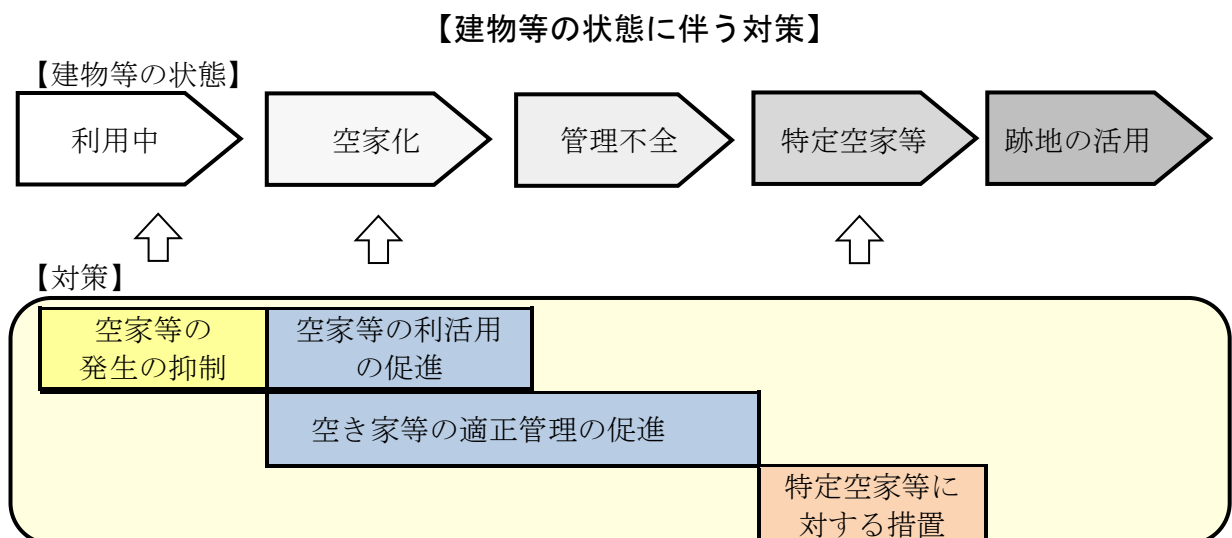 【建物等の状態に伴う対策】
【建物等の状態】
利用中
空家化
管理不全
特定空家等
跡地の活用
【対策】
空家等の
発生の抑制
空家等の利活用
の促進
空き家等の適正管理の促進
特定空家等に
対する措置